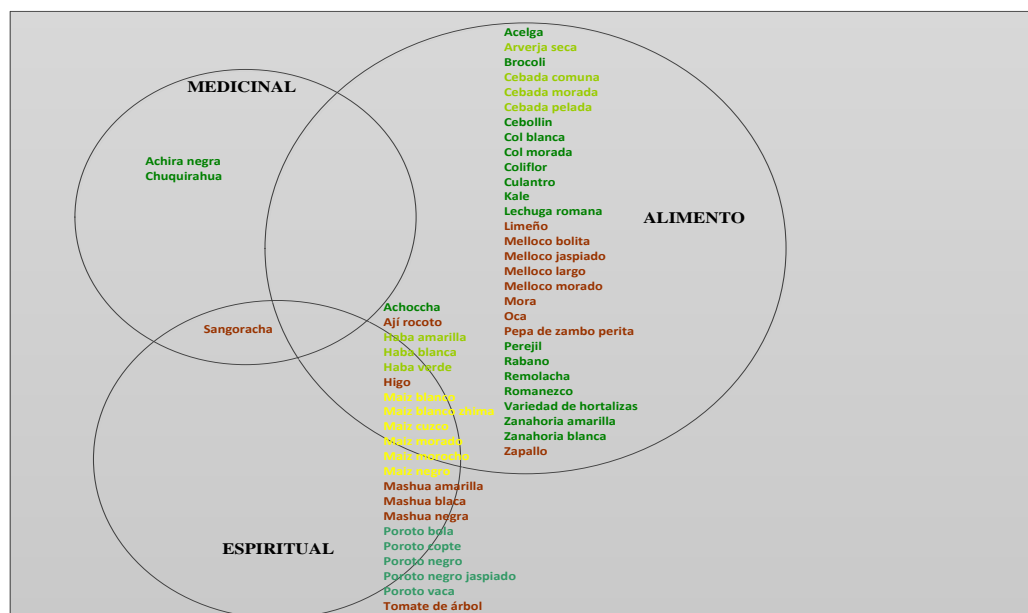 MEDICINAL
Achira negra
Chuquirahua
Acelga
Arverja seca
Brocoli
Cebada comuna
Cebada morada
Cebada pelada
Cebollin
Col blanca
Col morada
Coliflor
Culantro
Kale
Lechuga romana
Limeño
Melloco bolita
Melloco jaspiado
Melloco largo
Melloco morado
Mora
Oca
Pepa de zambo perita
Perejil
Rabano
Remolacha
Romanezco
Variedad de hortalizas
Zanahoria amarilla
Zanahoria blanca
Zapallo
ALIMENTO
Sangoracha
Achoccha
Ají rocoto
Haba amarilla
Haba blanca
Haba verde
Higo
Maiz blanco
Maiz blanco zhima
Maiz cuzco
Maiz morado
Maiz morocho
Maiz negro
Mashua amarilla
Mashua blaca
Mashua negra
Poroto bola
Poroto copte
Poroto negro
Poroto negro jaspiado
Poroto vaca
Tomate de árbol
ESPIRITUAL